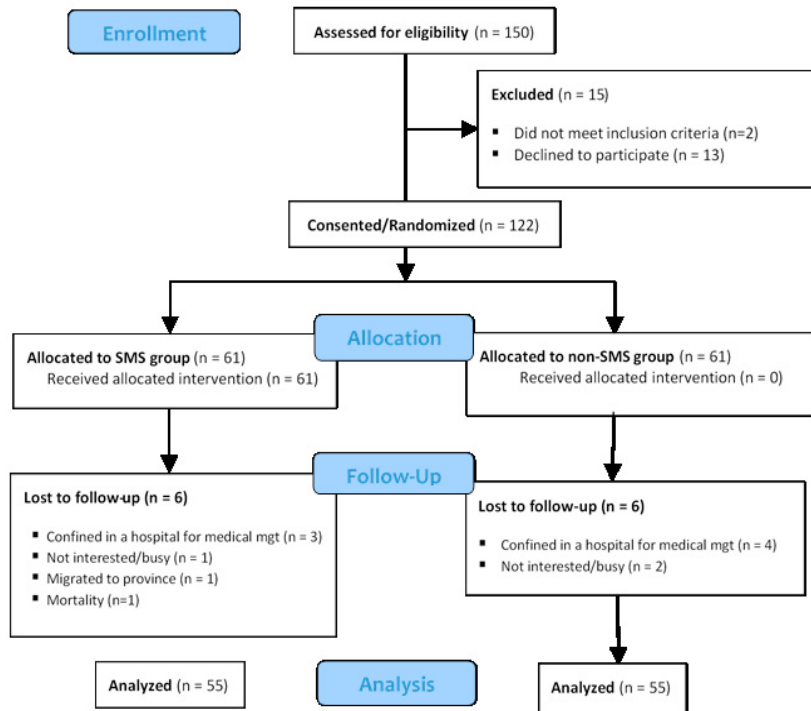 Enrollment
Assessed for eligibility (n = 150)
Excluded (n = 15)
▪ Did not meet inclusion criteria (n=2)
▪ Declined to participate (n = 13)
Consented/Randomized (n = 122)
Allocation
Allocated to SMS group (n = 61)
Received allocated intervention (n = 61)
Allocated to non-SMS group (n = 61)
Received allocated intervention (n = 0)
Follow-Up
Lost to follow-up (n = 6)
▪ Confined in a hospital for medical mgt (n = 3)
▪ Not interested/busy (n = 1)
▪ Migrated to province (n = 1)
▪ Mortality (n=1)
Lost to follow-up (n = 6)
▪ Confined in a hospital for medical mgt (n = 4)
▪ Not interested/busy (n = 2)
Analyzed (n = 55)
Analysis
Analyzed (n = 55)